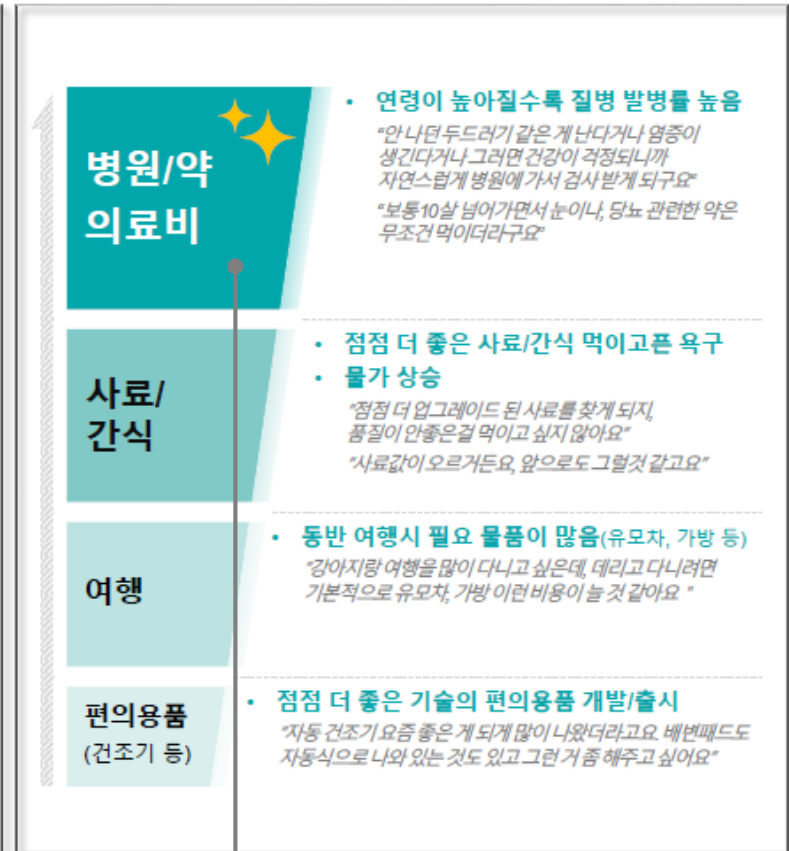 병원/약
의료비
• 연령이 높아질수록 질병 발병률 높음
"안 나던 두드러기 같은 게 난다거나 염증이
생긴다거나 그러면 건강이 걱정되니까
자연스럽게 병원에 가서 검사 받게 되구요"
"보통10살 넘어가면서 눈이나, 당뇨 관련한 약은
무조건 먹이더라구요"
사료/
간식
• 점점 더 좋은 사료/간식 먹이고픈 욕구
• 물가 상승
"점점 더 업그레이드 된 사료를 찾게 되지,
품질이 안좋은걸 먹이고 싶지 않아요"
"사료값이 오르거든요, 앞으로도 그럴것 같고요"
여행
• 동반 여행시 필요 물품이 많음(유모차, 가방 등)
"강아지랑 여행을 많이 다니고 싶은데, 데리고 다니려면
기본적으로 유모차, 가방 이런 비용이 늘 것 같아요 "
편의용품
(건조기 등)
• 점점 더 좋은 기술의 편의용품 개발/출시
"자동 건조기 요즘 좋은 게 되게 많이 나왔더라고요. 배변패드도
자동식으로 나와 있는 것도 있고 그런 거 좀 해주고 싶어요"